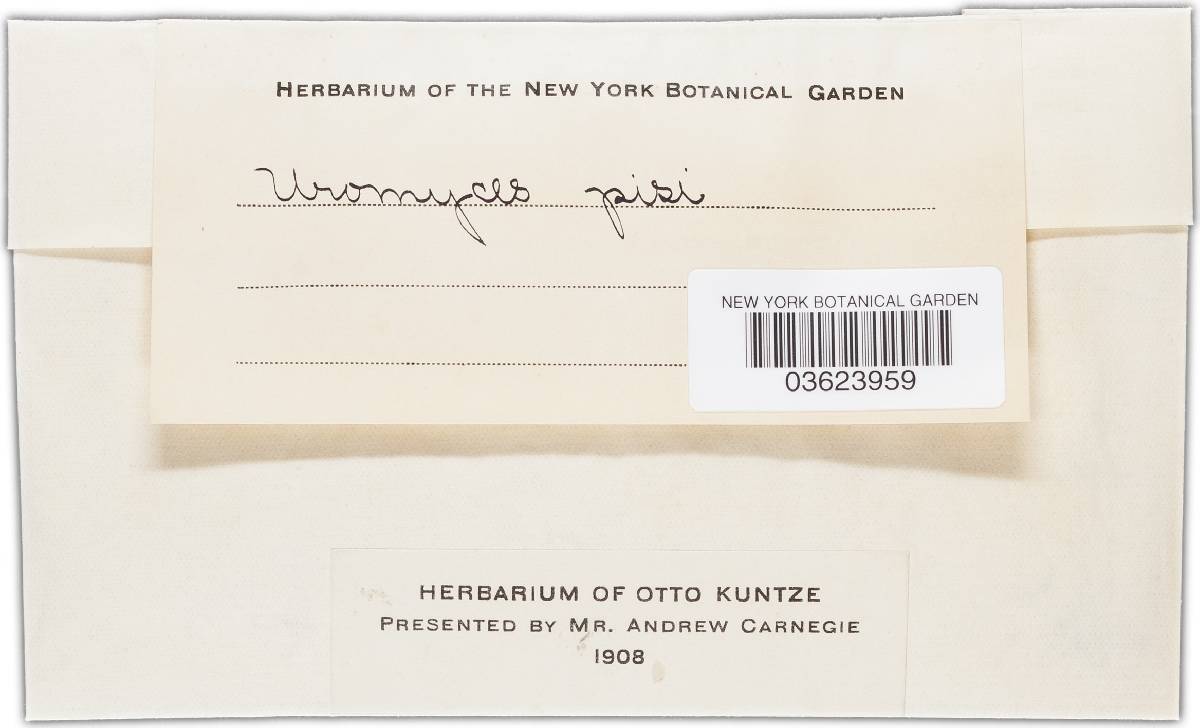 HERBARIUM OF THE NEW YORK BOTANICAL GARDEN
Uromyces pisi
NEW YORK BOTANICAL GARDEN
03623959
HERBARIUM OF OTTO KUNTZE
PRESENTED BY MR. ANDREW CARNEGIE
1908